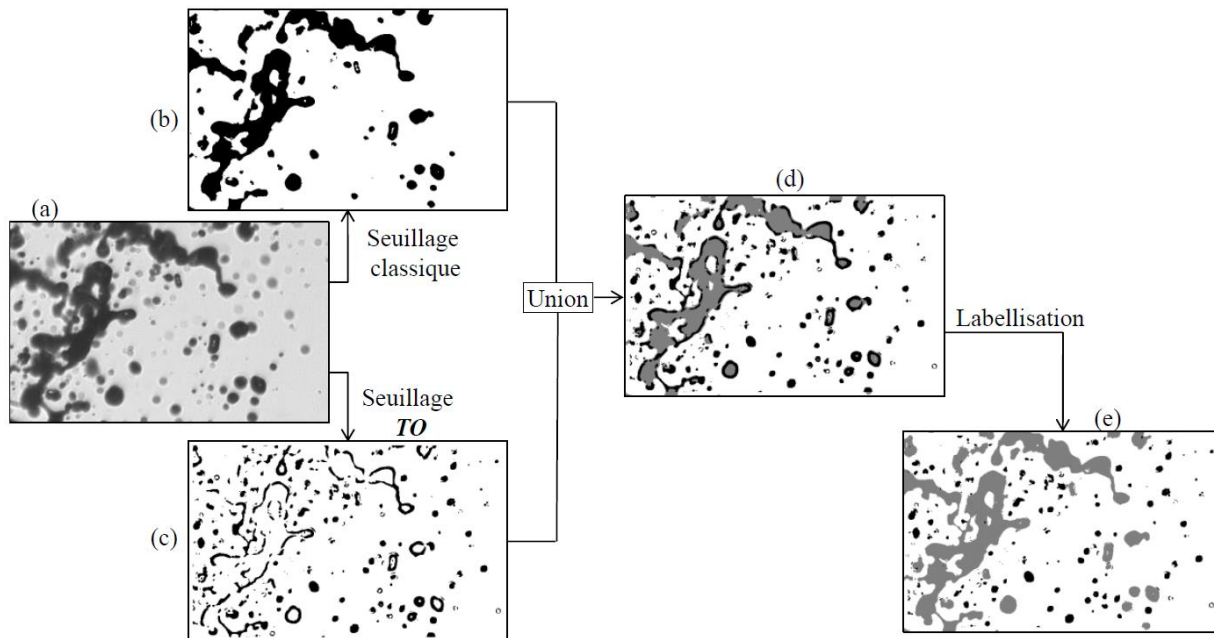 (b)
(a)
Seuillage
classique
Seuillage
TO
(c)
Union
(d)
Labellisation
(e)